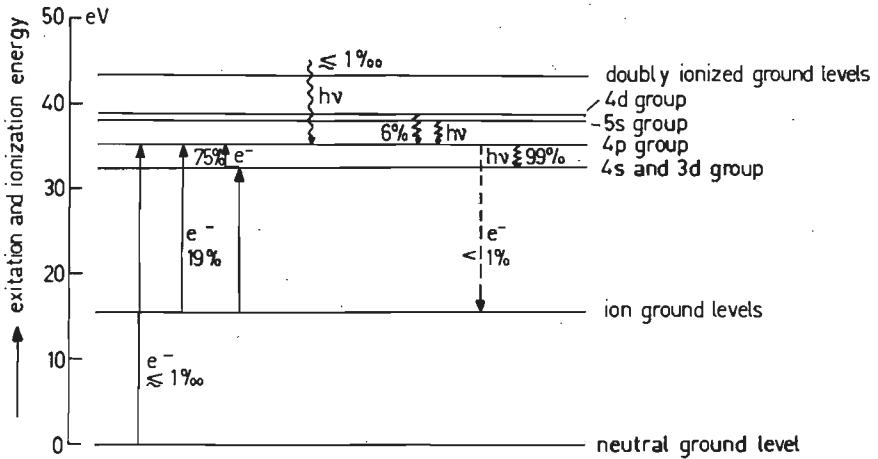 50 eV
40
30
20
10
0
exitation and ionization energy
≤ 1‰
hν
6%
hν
75% e⁻
hν 99%
e⁻
19%
e⁻
< 1%
e⁻
≤ 1‰
doubly ionized ground levels
4d group
5s group
4p group
4s and 3d group
ion ground levels
neutral ground level